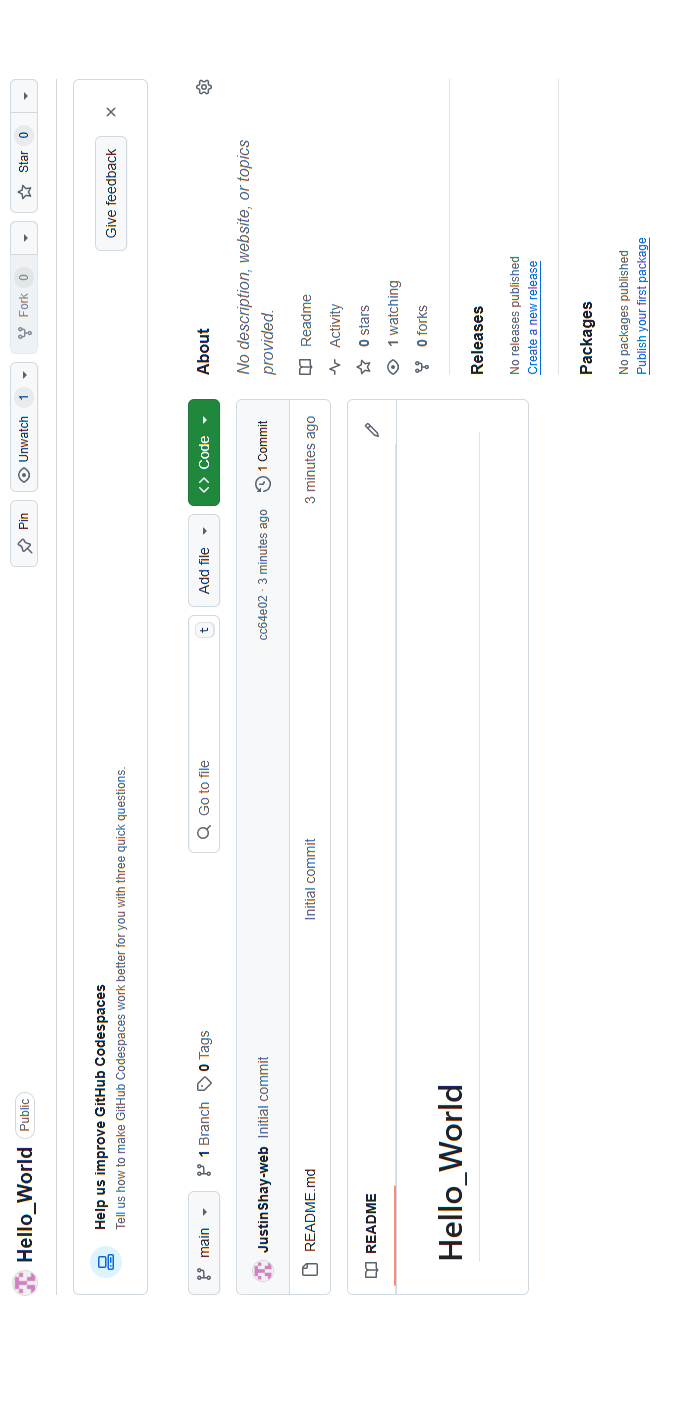 Hello_World Public
Pin
Unwatch 1
Fork 0
Star 0
Help us improve GitHub Codespaces
Tell us how to make GitHub Codespaces work better for you with three quick questions.
Give feedback
main
1 Branch
0 Tags
Go to file
t
Add file
Code
JustinShay-web Initial commit
cc64e02 · 3 minutes ago
1 Commit
README.md Initial commit 3 minutes ago
README
Hello_World
About
No description, website, or topics
provided.
Readme
Activity
0 stars
1 watching
0 forks
Releases
No releases published
Create a new release
Packages
No packages published
Publish your first package